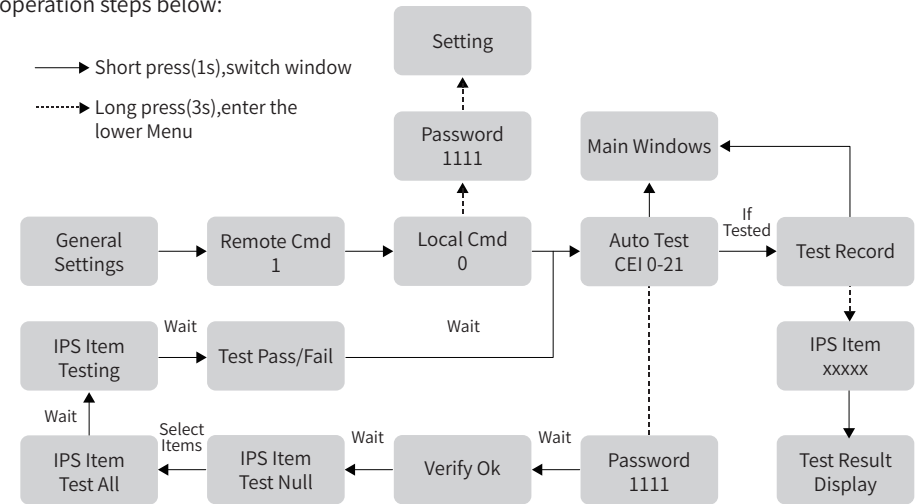 operation steps below:
Short press(1s),switch window
Long press(3s),enter the
lower Menu
Setting
Password
1111
Main Windows
General
Settings
Remote Cmd
1
Local Cmd
0
Auto Test
CEI 0-21
If
Tested
Test Record
IPS Item
Testing
Wait
Test Pass/Fail
Wait
IPS Item
xxxxx
Wait
IPS Item
Test All
Select
Items
IPS Item
Test Null
Wait
Verify Ok
Wait
Password
1111
Test Result
Display